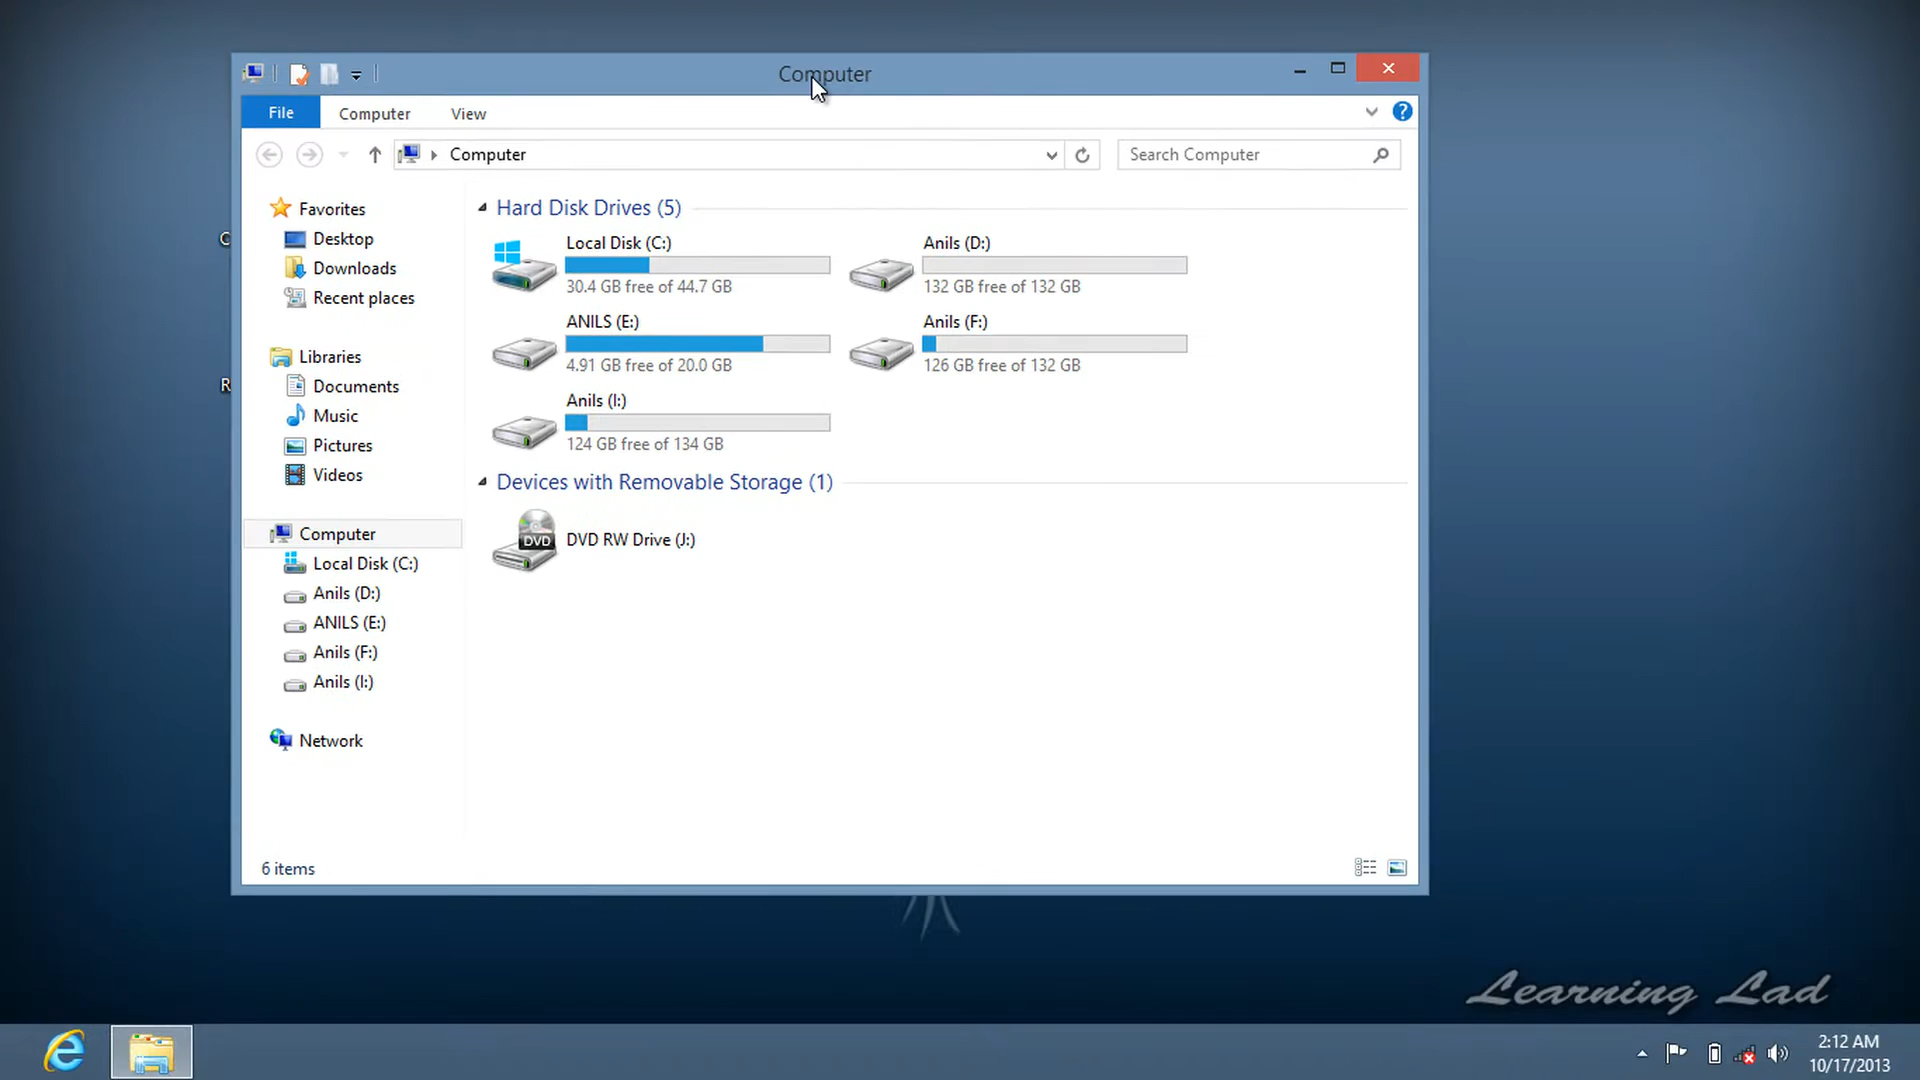 Computer
File
Computer
View
Computer
Search Computer
Favorites
Desktop
Downloads
Recent places
Libraries
Documents
Music
Pictures
Videos
Computer
Local Disk (C:)
Anils (D:)
ANILS (E:)
Anils (F:)
Anils (I:)
Network
Hard Disk Drives (5)
Local Disk (C:)
30.4 GB free of 44.7 GB
Anils (D:)
132 GB free of 132 GB
ANILS (E:)
4.91 GB free of 20.0 GB
Anils (F:)
126 GB free of 132 GB
Anils (I:)
124 GB free of 134 GB
Devices with Removable Storage (1)
DVD
DVD RW Drive (J:)
6 items
C
R
Learning Lad
2:12 AM
10/17/2013